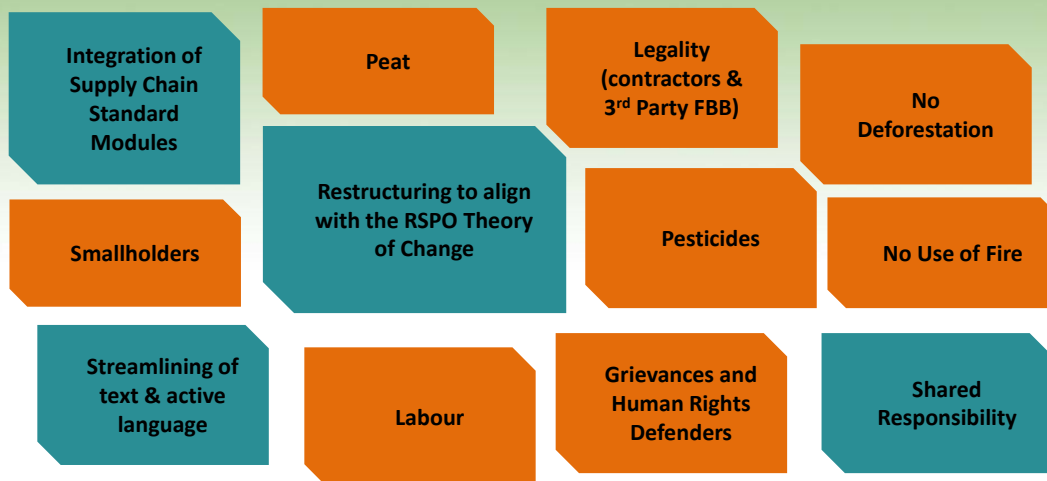 Integration of
Supply Chain
Standard
Modules
Peat
Legality
(contractors &
3rd Party FBB)
No
Deforestation
Smallholders
Restructuring to align
with the RSPO Theory
of Change
Pesticides
No Use of Fire
Streamlining of
text & active
language
Labour
Grievances and
Human Rights
Defenders
Shared
Responsibility